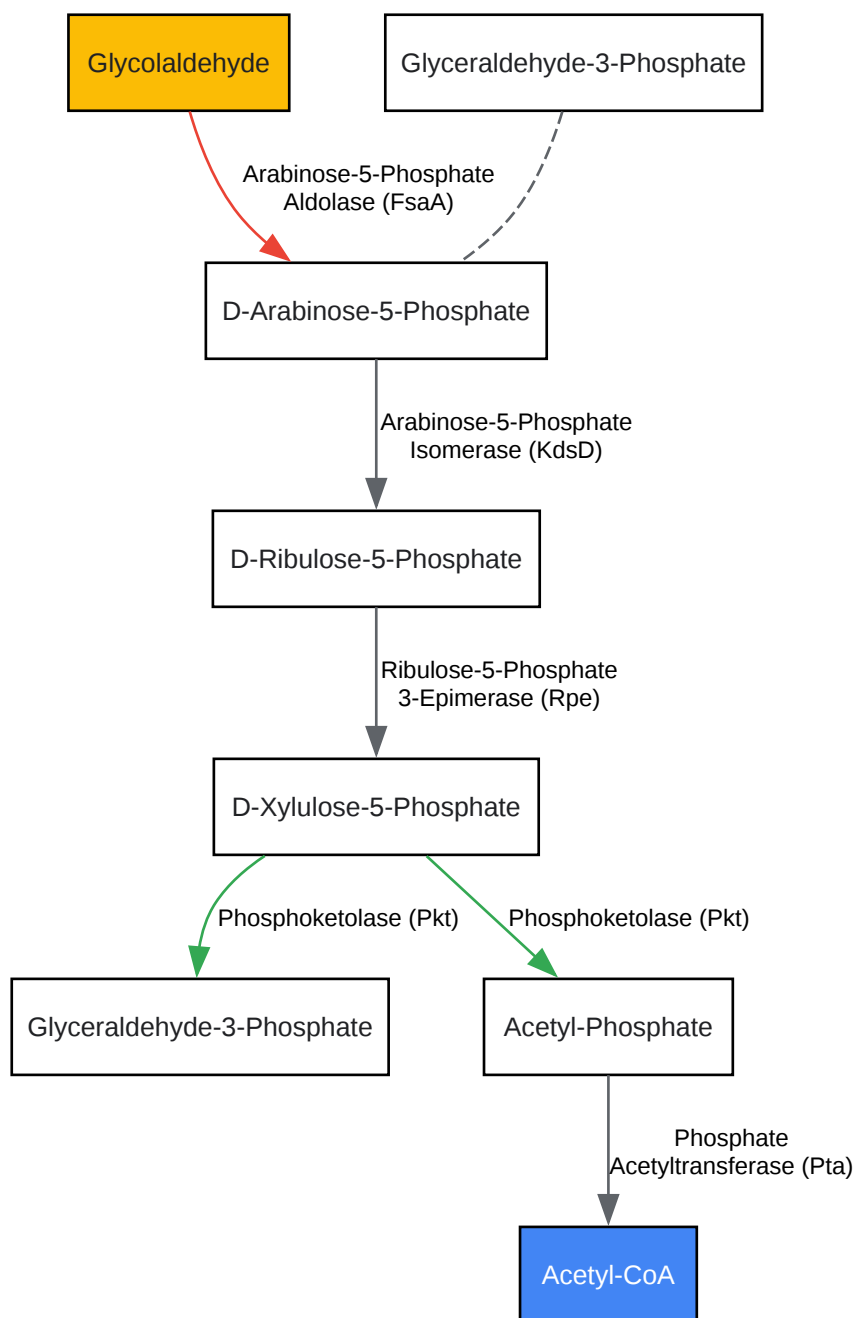 Glycolaldehyde
Glyceraldehyde-3-Phosphate
Arabinose-5-Phosphate
Aldolase (FsaA)
D-Arabinose-5-Phosphate
Arabinose-5-Phosphate
Isomerase (KdsD)
D-Ribulose-5-Phosphate
Ribulose-5-Phosphate
3-Epimerase (Rpe)
D-Xylulose-5-Phosphate
Phosphoketolase (Pkt)
Phosphoketolase (Pkt)
Glyceraldehyde-3-Phosphate
Acetyl-Phosphate
Phosphate
Acetyltransferase (Pta)
Acetyl-CoA